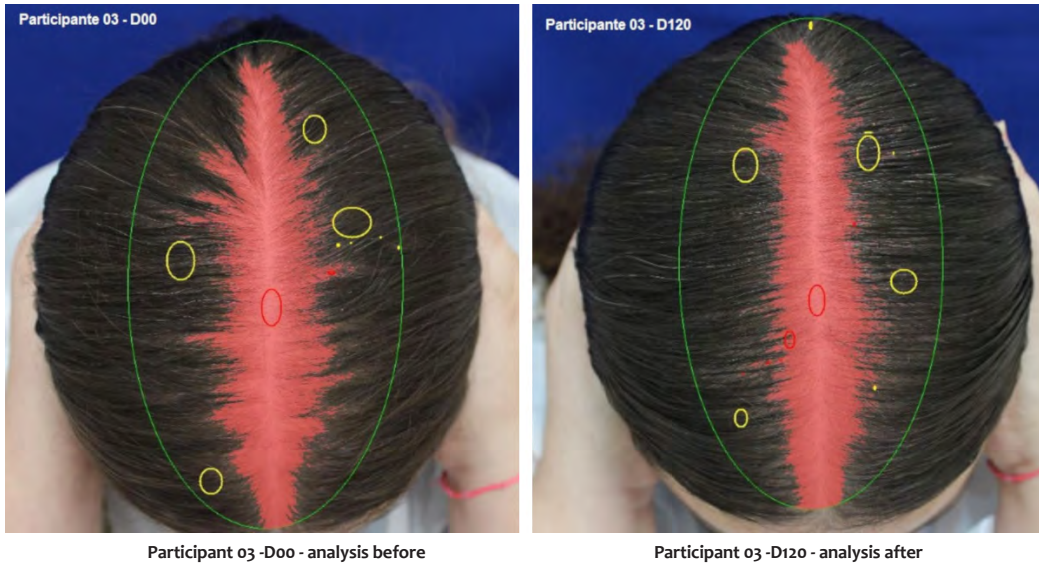 Participante 03 - D00
Participante 03 - D120
Participant 03 -D00 - analysis before
Participant 03 -D120 - analysis after